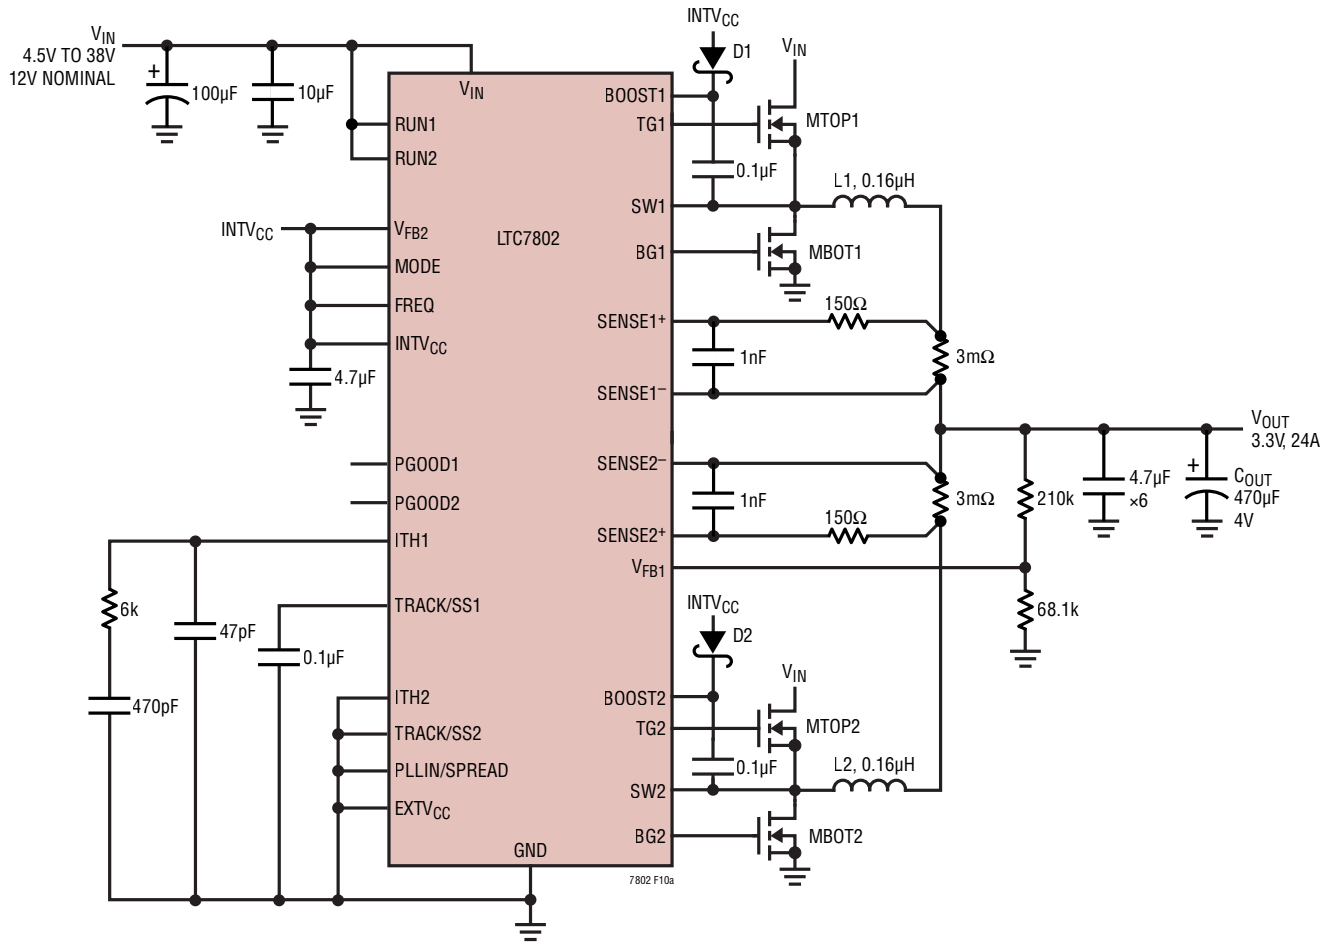 V_IN
4.5V TO 38V
12V NOMINAL
+
100µF
10µF
V_IN
RUN1
RUN2
INTV_CC
V_FB2
MODE
FREQ
INTV_CC
4.7µF
LTC7802
PGOOD1
PGOOD2
ITH1
6k
47pF
TRACK/SS1
0.1µF
470pF
ITH2
TRACK/SS2
PLLIN/SPREAD
EXTV_CC
GND
7802 F10a
INTV_CC
D1
V_IN
BOOST1
TG1
MTOP1
0.1µF
L1, 0.16µH
SW1
BG1
MBOT1
150Ω
SENSE1+
1nF
3mΩ
SENSE1–
V_OUT
3.3V, 24A
SENSE2–
1nF
3mΩ
150Ω
SENSE2+
210k
4.7µF
×6
+
C_OUT
470µF
4V
V_FB1
68.1k
INTV_CC
D2
V_IN
BOOST2
TG2
MTOP2
0.1µF
L2, 0.16µH
SW2
BG2
MBOT2